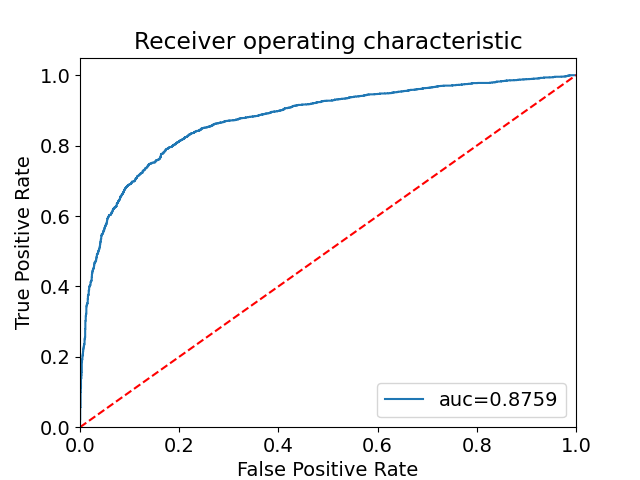 Receiver operating characteristic
True Positive Rate
1.0
0.8
0.6
0.4
0.2
0.0
auc=0.8759
0.0 0.2 0.4 0.6 0.8 1.0
False Positive Rate